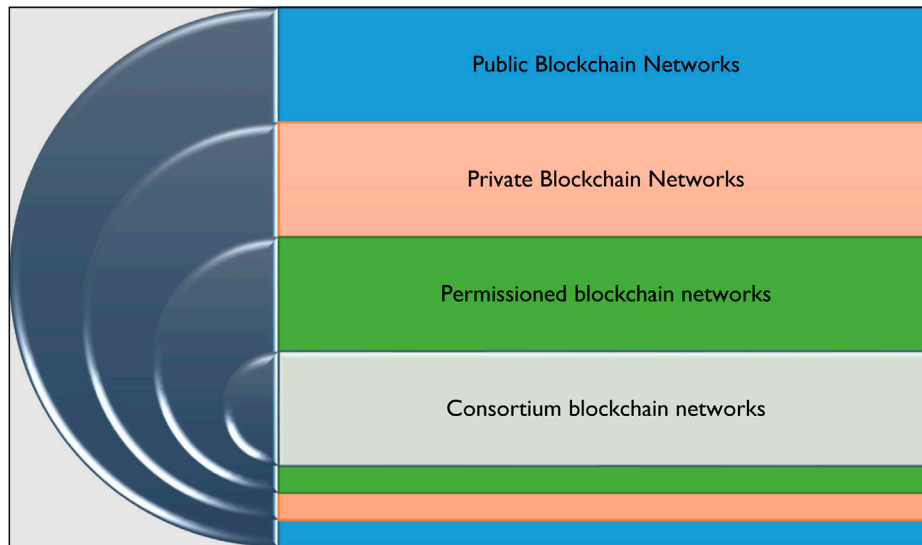 Public Blockchain Networks
Private Blockchain Networks
Permissioned blockchain networks
Consortium blockchain networks